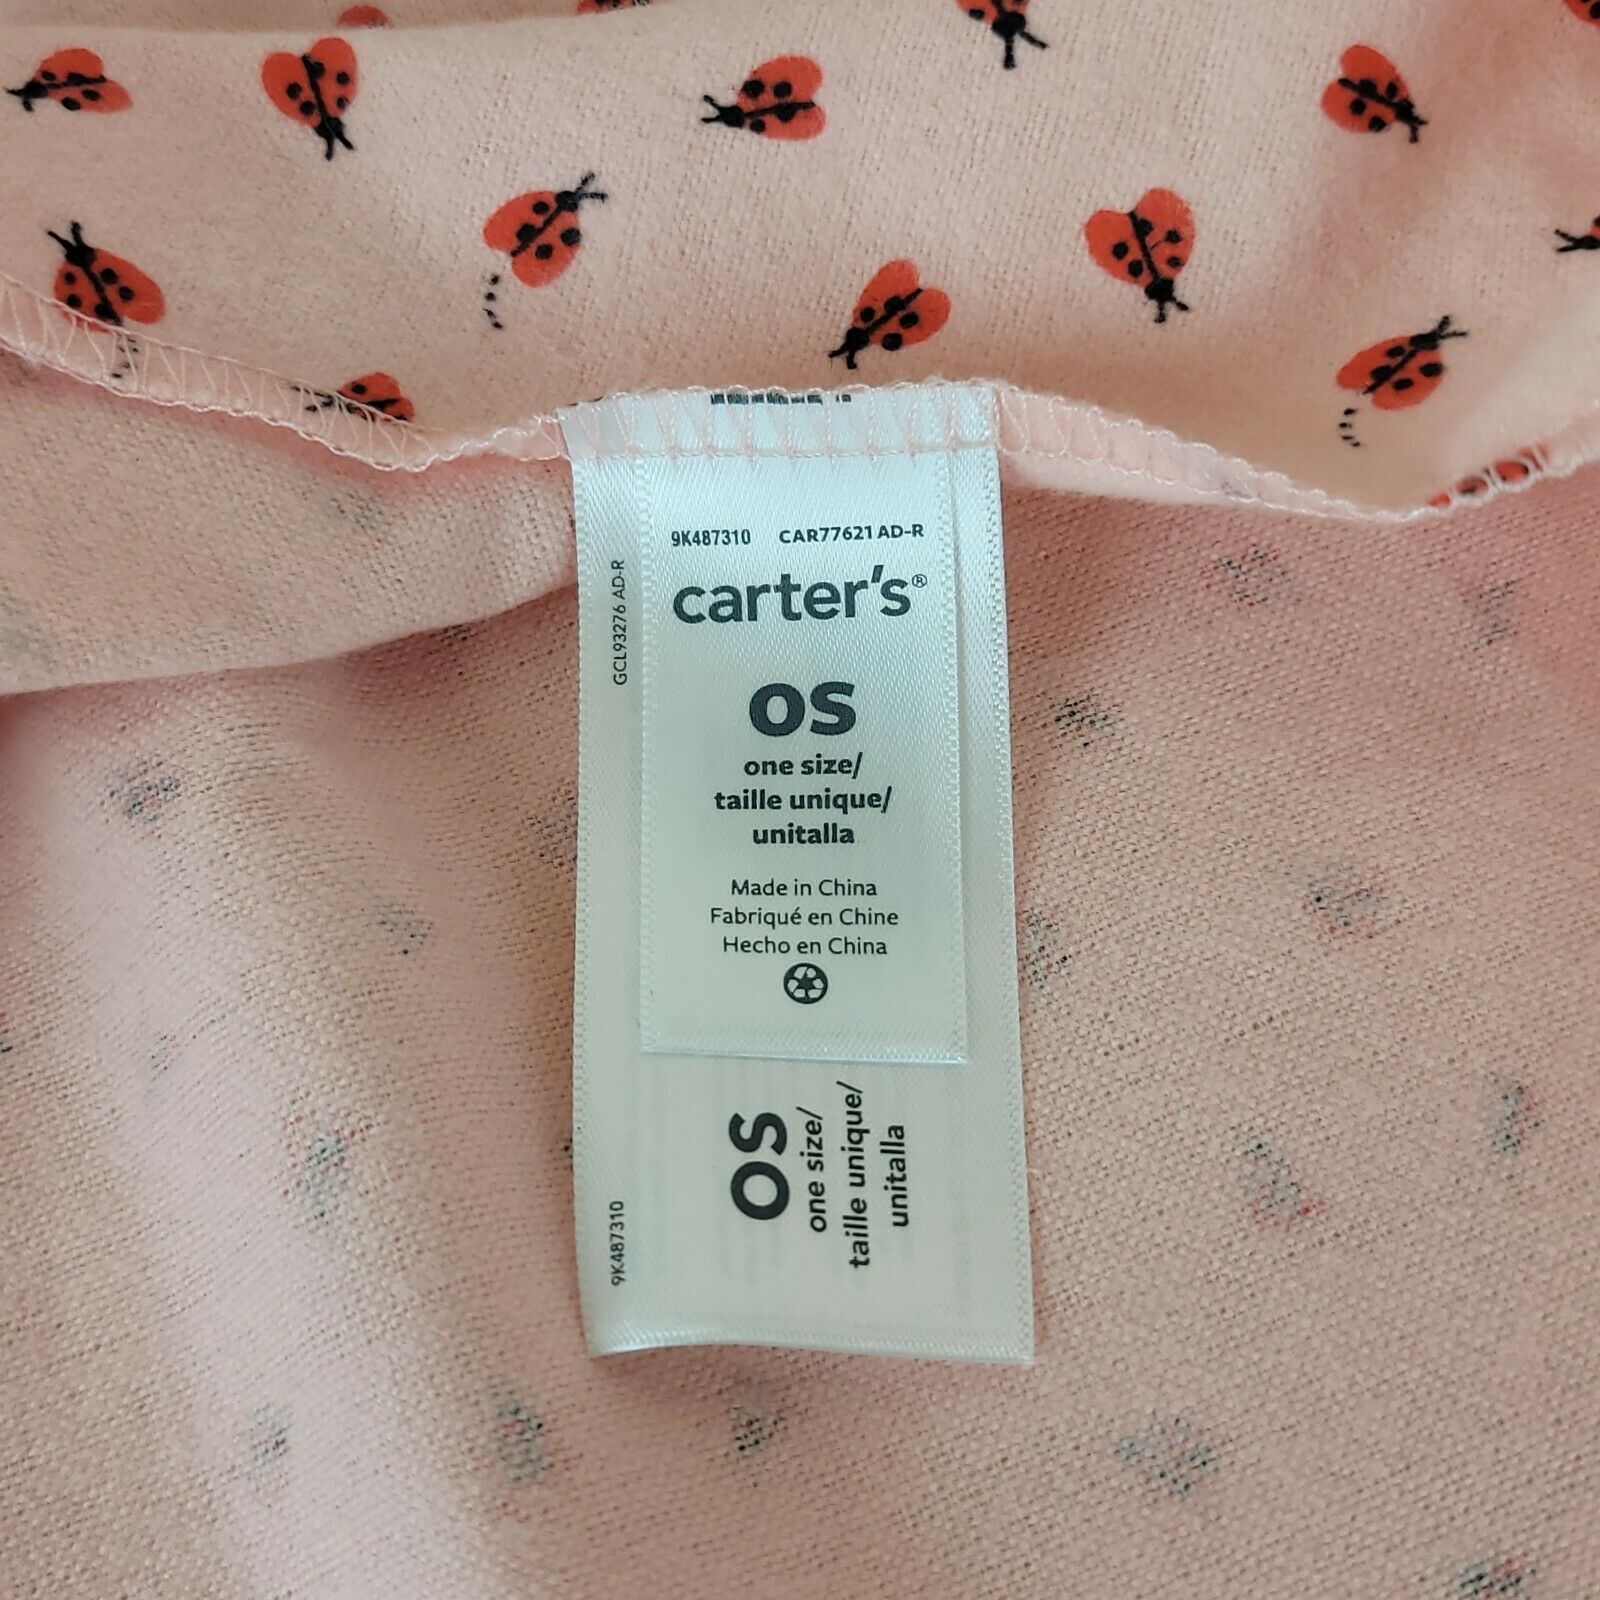 9K487310 CAR77621 AD-R
carter's®
OS
one size/
taille unique/
unitalla
Made in China
Fabriqué en Chine
Hecho en China
GCL93276 AD-R
9K487310
OS
one size/
taille unique/
unitalla